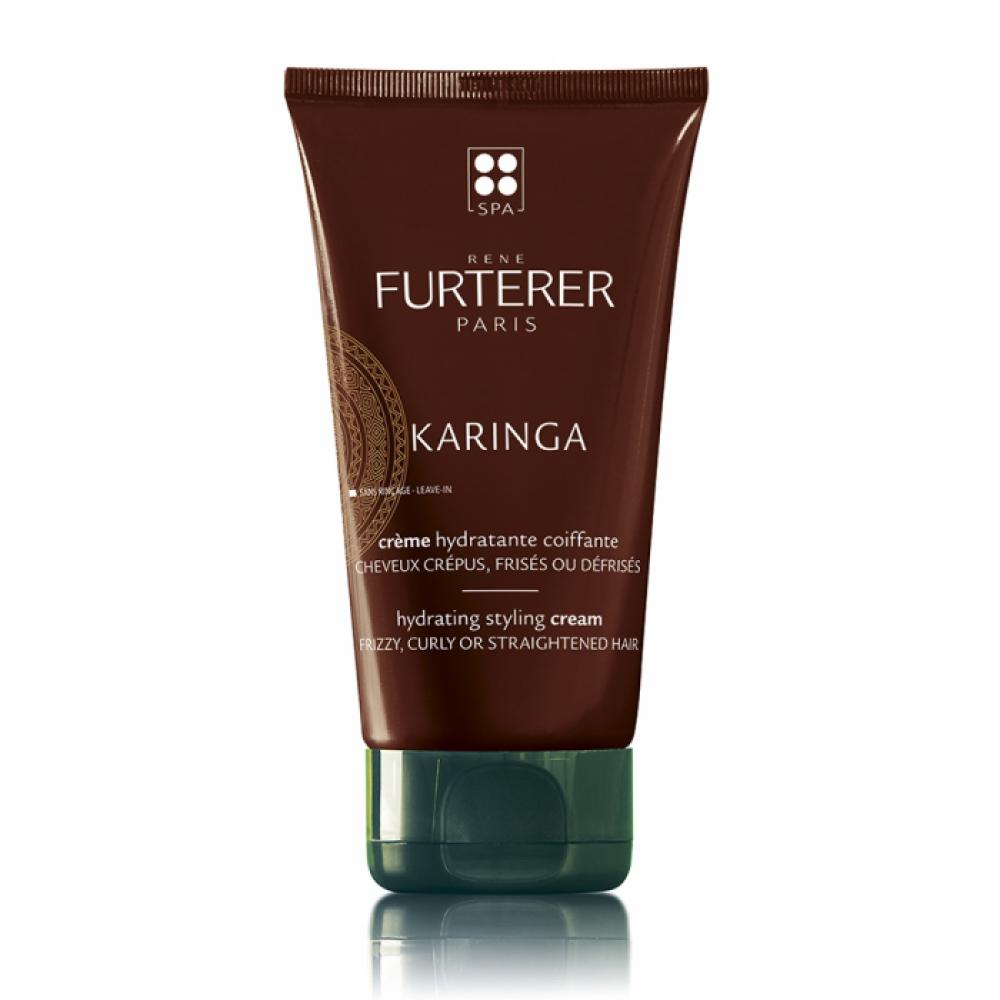 SPA
RENE
FURTERER
PARIS
KARINGA
SANS RINÇAGE - LEAVE-IN
crème hydratante coiffante
CHEVEUX CRÉPUS, FRISÉS OU DÉFRISÉS
hydrating styling cream
FRIZZY, CURLY OR STRAIGHTENED HAIR